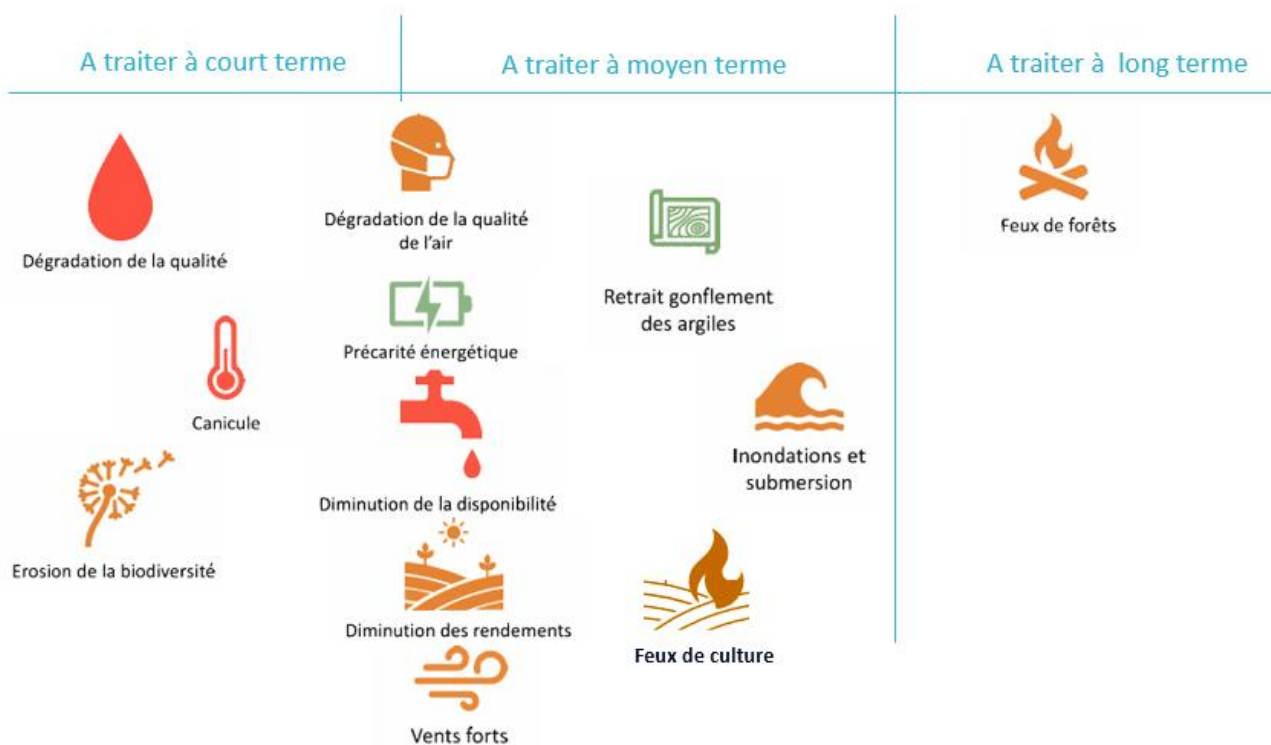 A traiter à court terme
A traiter à moyen terme
A traiter à long terme
Dégradation de la qualité
Canicule
Erosion de la biodiversité
Dégradation de la qualité
de l'air
Précarité énergétique
Diminution de la disponibilité
Diminution des rendements
Vents forts
Retrait gonflement
des argiles
Inondations et
submersion
Feux de culture
Feux de forêts